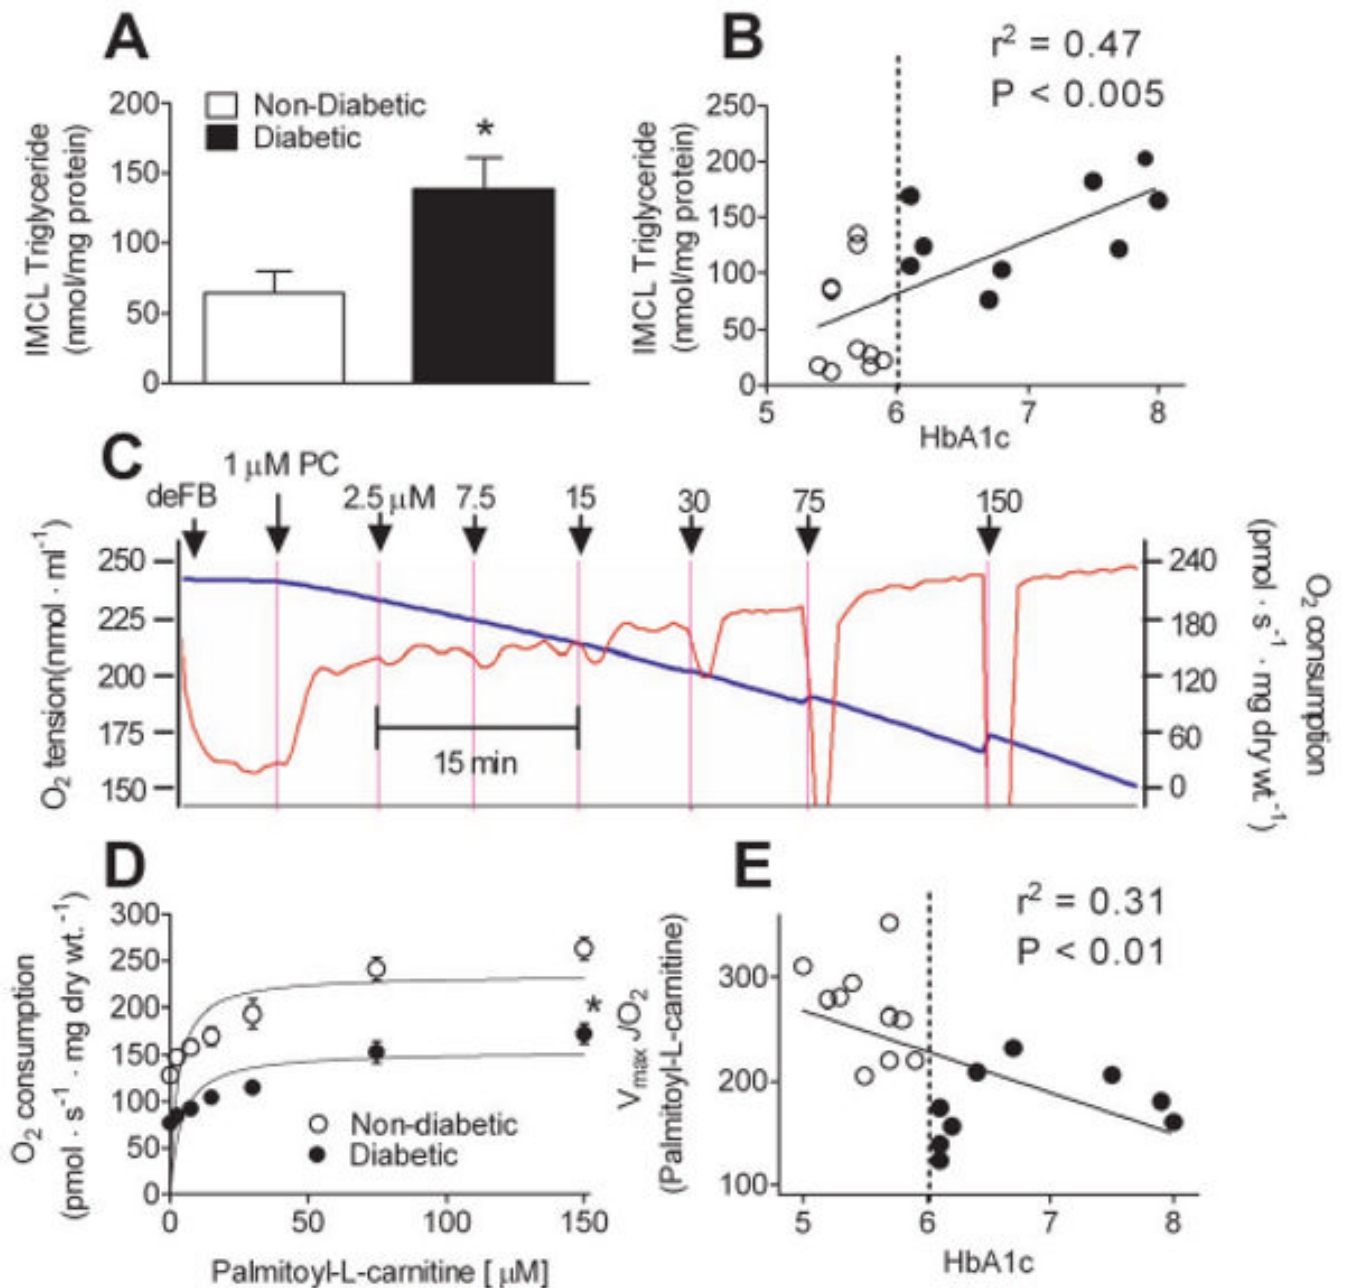 A
Non-Diabetic
Diabetic
*
200
150
100
50
0
IMCL Triglyceride
(nmol/mg protein)
B
r² = 0.47
P < 0.005
250
200
150
100
50
0
IMCL Triglyceride
(nmol/mg protein)
5
6
7
8
HbA1c
C
deFB
1 μM PC
2.5 μM
7.5
15
30
75
150
250
225
200
175
150
O₂ tension(nmol · ml⁻¹)
15 min
240
180
120
60
0
O₂ consumption
(pmol · s⁻¹ · mg dry wt.⁻¹)
D
300
250
200
150
100
50
0
O₂ consumption
(pmol · s⁻¹ · mg dry wt.⁻¹)
*
Non-diabetic
Diabetic
0
50
100
150
Palmitoyl-L-carnitine [ μM]
E
r² = 0.31
P < 0.01
300
200
100
Vmax JO₂
(Palmitoyl-L-carnitine)
5
6
7
8
HbA1c